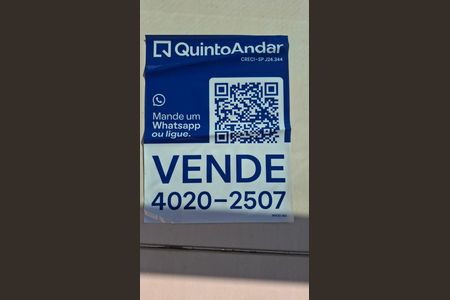 QuintoAndar
CRECI-SP J24.344
Mande um
Whatsapp
ou ligue.
VENDE
4020-2507